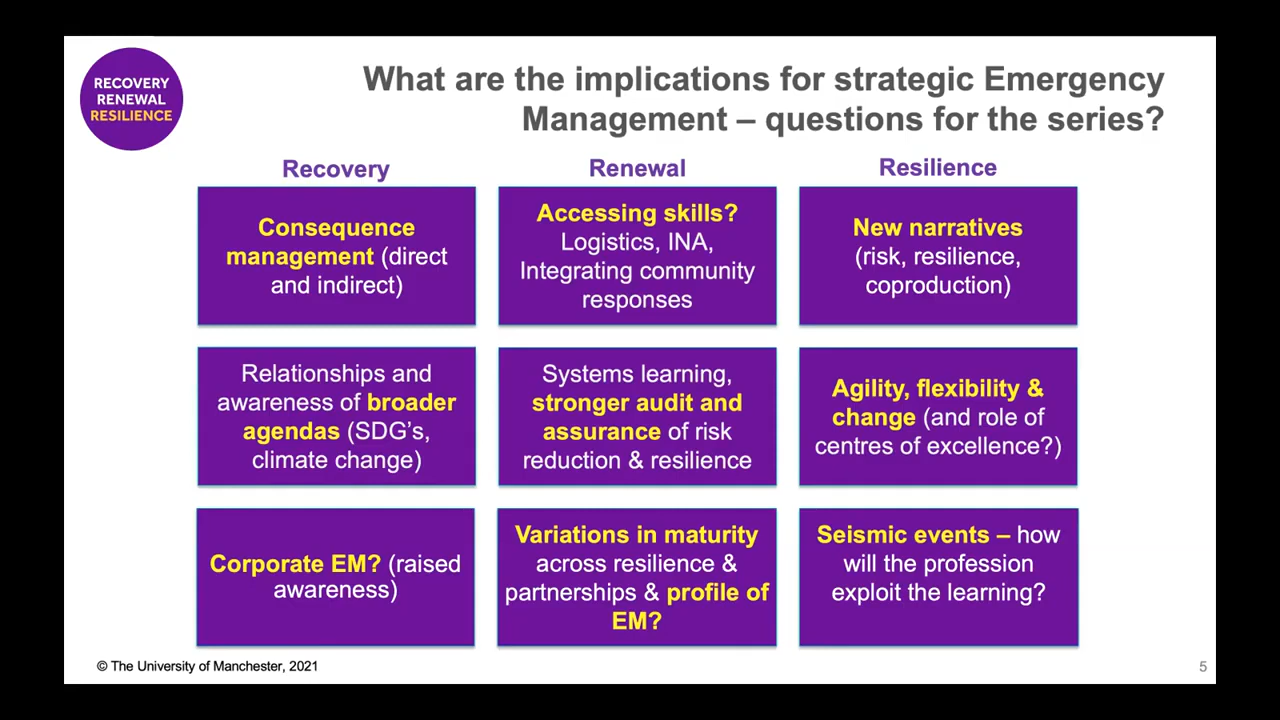 RECOVERY
RENEWAL
RESILIENCE
What are the implications for strategic Emergency
Management – questions for the series?
Recovery
Renewal
Resilience
Consequence
management (direct
and indirect)
Accessing skills?
Logistics, INA,
Integrating community
responses
New narratives
(risk, resilience,
coproduction)
Relationships and
awareness of broader
agendas (SDG’s,
climate change)
Systems learning,
stronger audit and
assurance of risk
reduction & resilience
Agility, flexibility &
change (and role of
centres of excellence?)
Corporate EM? (raised
awareness)
Variations in maturity
across resilience &
partnerships & profile of
EM?
Seismic events – how
will the profession
exploit the learning?
© The University of Manchester, 2021
5